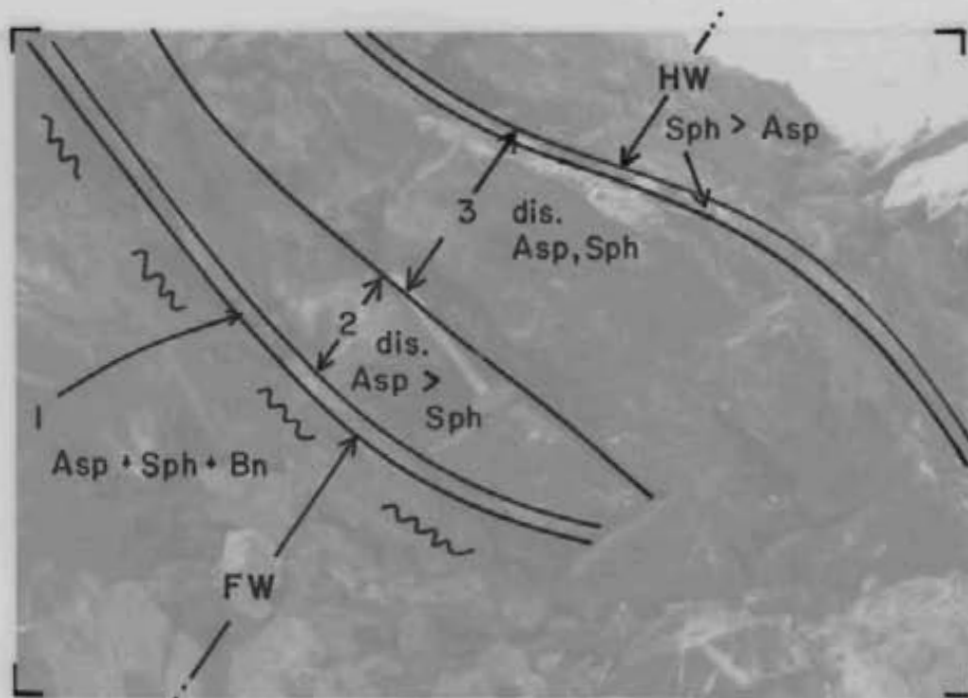 HW
Sph > Asp
3 dis.
Asp, Sph
2 dis.
Asp >
Sph
1
Asp + Sph + Bn
FW